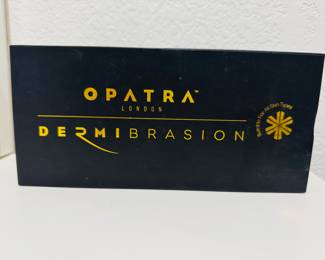 OPATRA™
LONDON
DERMIBRASION
Suitable For All Skin Types